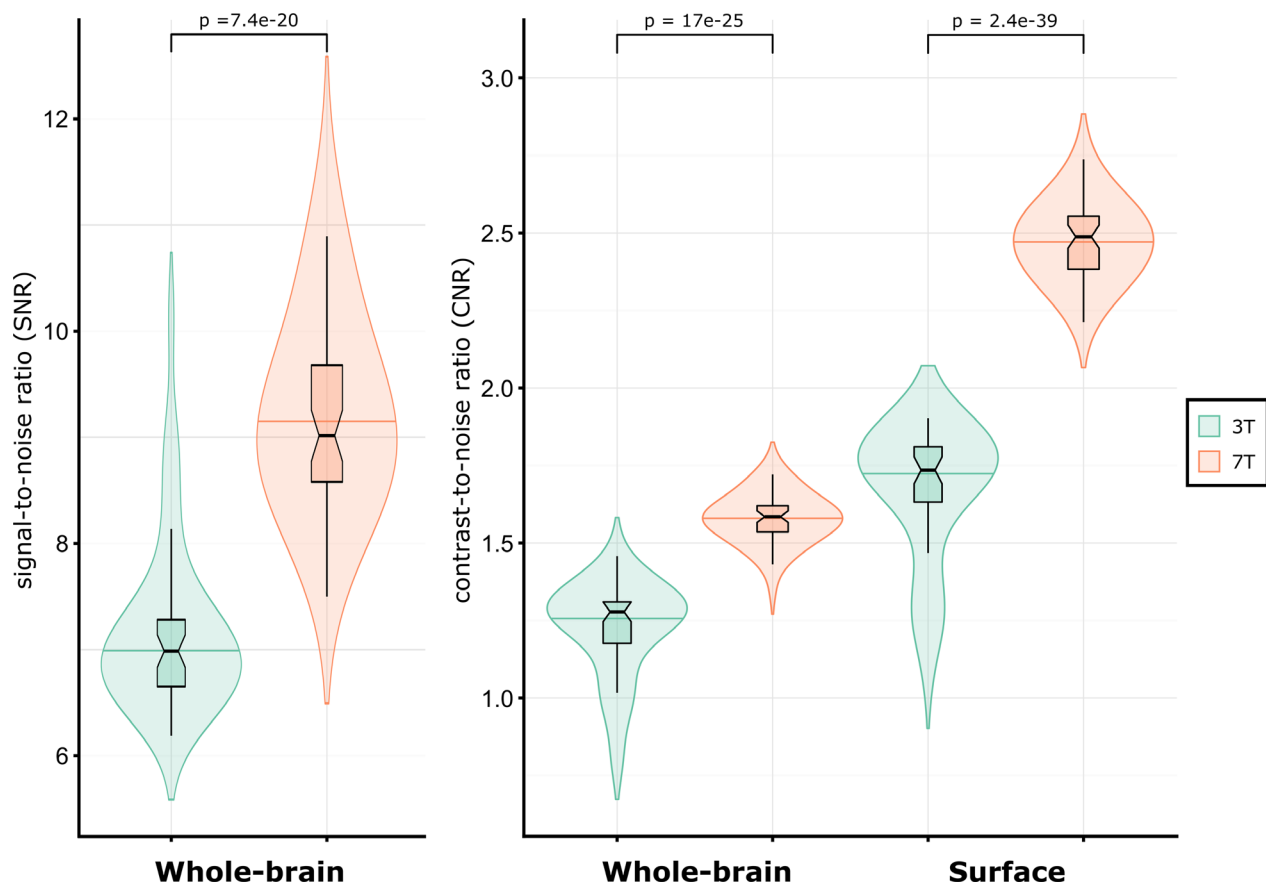 p =7.4e-20
signal-to-noise ratio (SNR)
12
10
8
6
Whole-brain
p = 17e-25
p = 2.4e-39
contrast-to-noise ratio (CNR)
3.0
2.5
2.0
1.5
1.0
Whole-brain
Surface
3T
7T